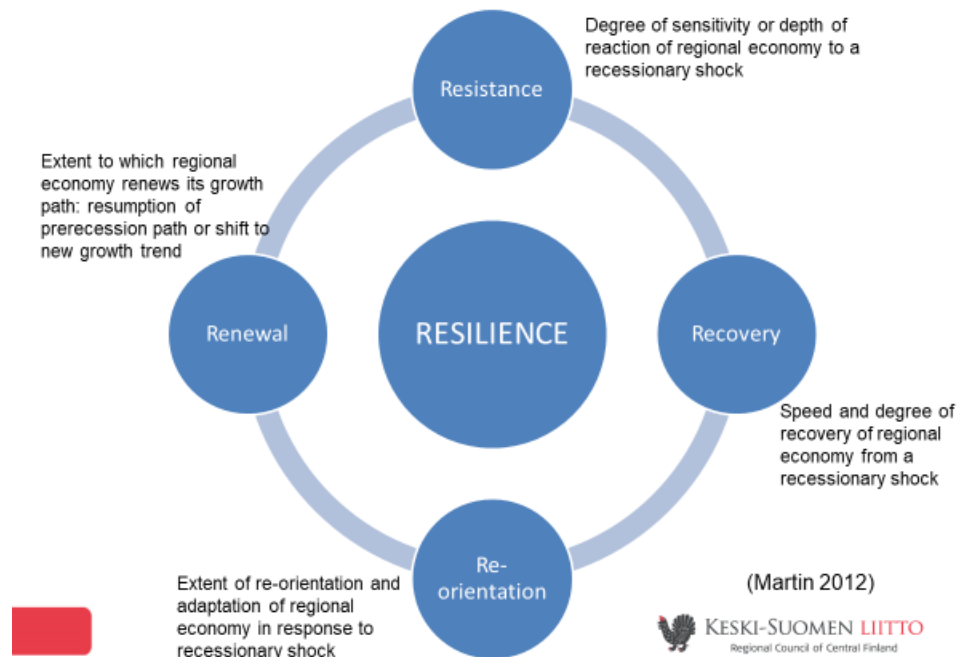 Degree of sensitivity or depth of
reaction of regional economy to a
recessionary shock
Resistance
Extent to which regional
economy renews its growth
path: resumption of
prerecession path or shift to
new growth trend
Renewal
RESILIENCE
Recovery
Speed and degree of
recovery of regional
economy from a
recessionary shock
Re-
orientation
Extent of re-orientation and
adaptation of regional
economy in response to
recessionary shock
(Martin 2012)
KESKI-SUOMEN LIITTO
Regional Council of Central Finland